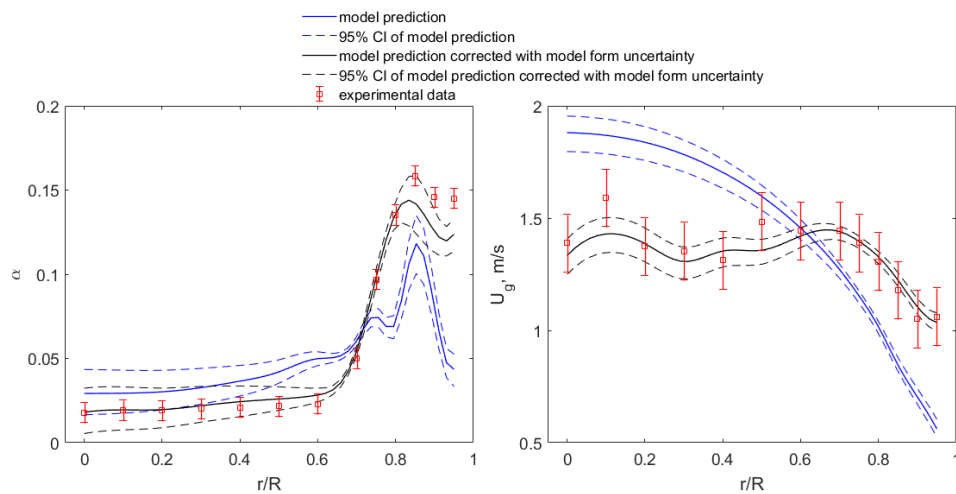 model prediction
95% CI of model prediction
model prediction corrected with model form uncertainty
95% CI of model prediction corrected with model form uncertainty
experimental data
0.2
0.15
0.1
0.05
0
α
0 0.2 0.4 0.6 0.8 1
r/R
2
1.5
1
0.5
U_g, m/s
0 0.2 0.4 0.6 0.8 1
r/R